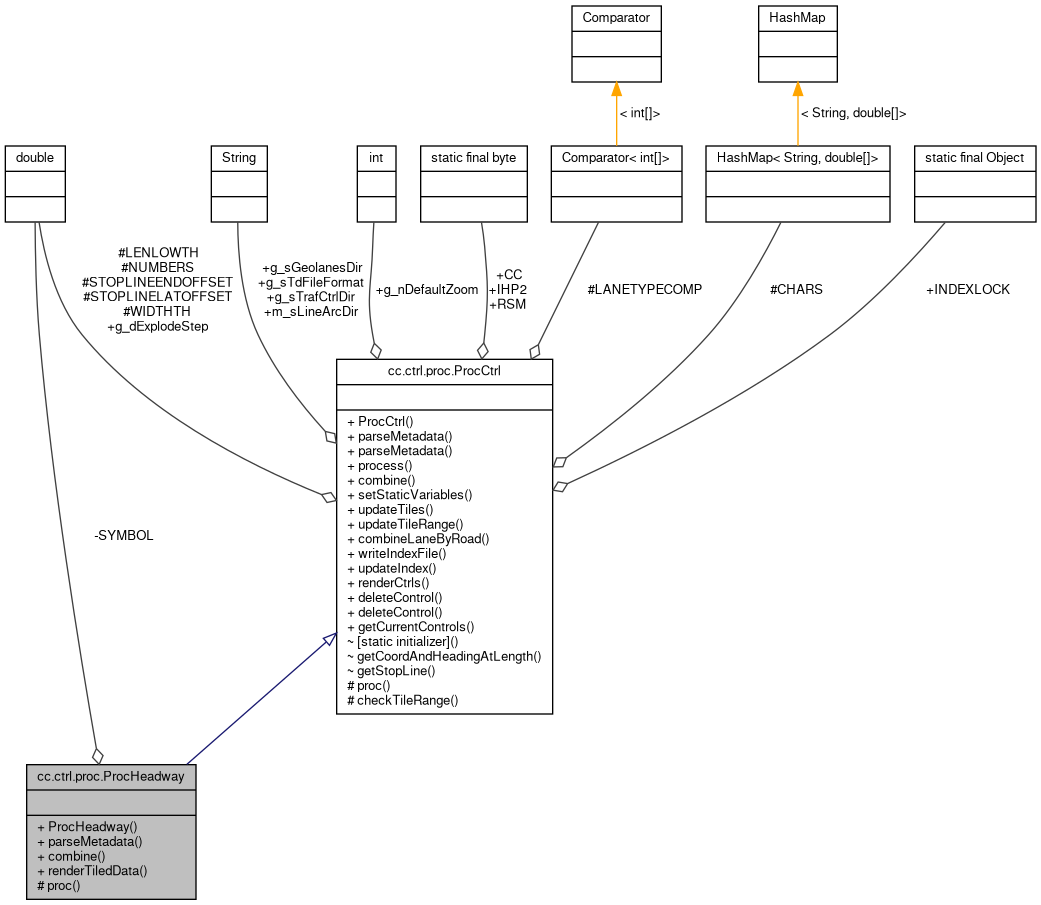 Comparator
HashMap
< int[]>
< String, double[]>
double
String
int
static final byte
Comparator< int[]>
HashMap< String, double[]>
static final Object
#LENLOWTH
#NUMBERS
#STOPLINEENDOFFSET
#STOPLINELATOFFSET
#WIDTHTH
+g_dExplodeStep
+g_sGeolanesDir
+g_sTdFileFormat
+g_sTrafCtrlDir
+m_sLineArcDir
+g_nDefaultZoom
+CC
+IHP2
+RSM
#LANETYPECOMP
#CHARS
+INDEXLOCK
cc.ctrl.proc.ProcCtrl
+ ProcCtrl()
+ parseMetadata()
+ parseMetadata()
+ process()
+ combine()
+ setStaticVariables()
+ updateTiles()
+ updateTileRange()
+ combineLaneByRoad()
+ writeIndexFile()
+ updateIndex()
+ renderCtrls()
+ deleteControl()
+ deleteControl()
+ getCurrentControls()
~ [static initializer]()
~ getCoordAndHeadingAtLength()
~ getStopLine()
# proc()
# checkTileRange()
-SYMBOL
cc.ctrl.proc.ProcHeadway
+ ProcHeadway()
+ parseMetadata()
+ combine()
+ renderTiledData()
# proc()